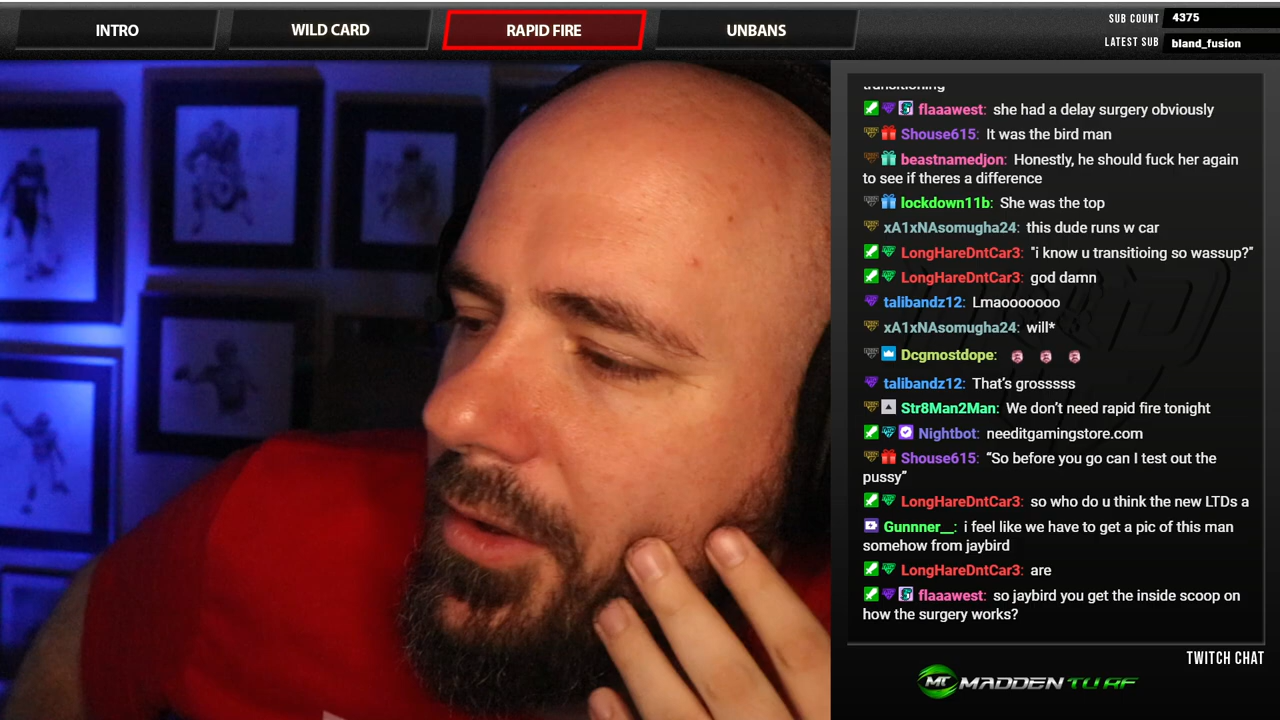 INTRO
WILD CARD
RAPID FIRE
UNBANS
SUB COUNT 4375
LATEST SUB bland_fusion
transitioning
flaaawest: she had a delay surgery obviously
Shouse615: It was the bird man
beastnamedjon: Honestly, he should fuck her again
to see if theres a difference
lockdown11b: She was the top
xA1xNAsomugha24: this dude runs w car
LongHareDntCar3: "i know u transitioing so wassup?"
LongHareDntCar3: god damn
talibandz12: Lmaooooooo
xA1xNAsomugha24: will*
Dcgmostdope:
talibandz12: That's grosssss
Str8Man2Man: We don't need rapid fire tonight
Nightbot: needitgamingstore.com
Shouse615: “So before you go can I test out the
pussy”
LongHareDntCar3: so who do u think the new LTDs a
Gunnner__: i feel like we have to get a pic of this man
somehow from jaybird
LongHareDntCar3: are
flaaawest: so jaybird you get the inside scoop on
how the surgery works?
TWITCH CHAT
MT MADDEN TURF